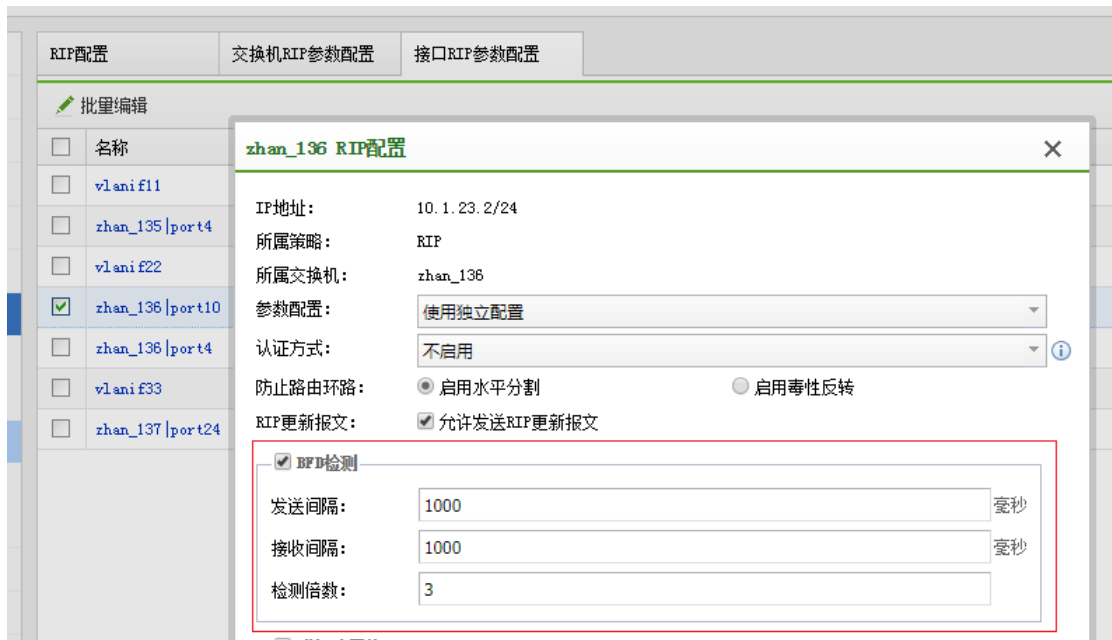 RIP配置 交换机RIP参数配置 接口RIP参数配置
批量编辑
名称
vlanif11
zhan_135|port4
vlanif22
zhan_136|port10
zhan_136|port4
vlanif33
zhan_137|port24
zhan_136 RIP配置
IP地址： 10.1.23.2/24
所属策略： RIP
所属交换机： zhan_136
参数配置： 使用独立配置
认证方式： 不启用
防止路由环路： 启用水平分割 启用毒性反转
RIP更新报文： 允许发送RIP更新报文
BFD检测
发送间隔： 1000 毫秒
接收间隔： 1000 毫秒
检测倍数： 3